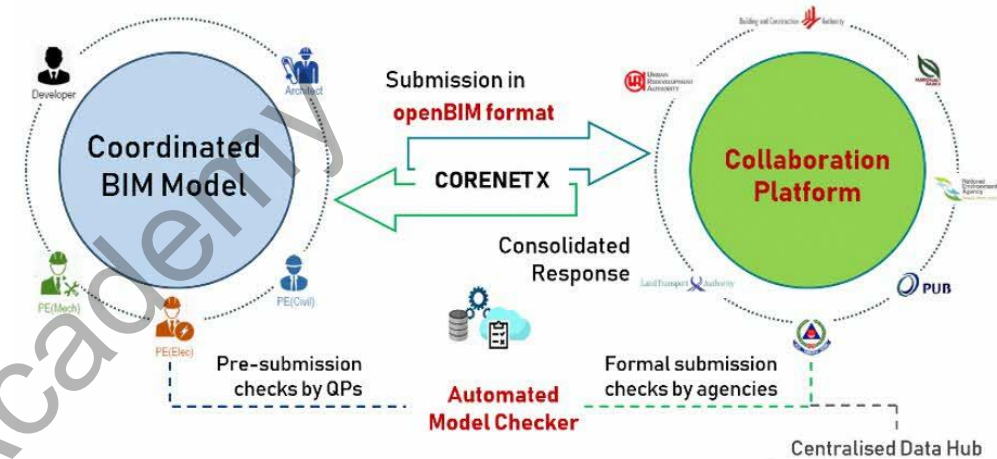 Building and Construction Authority
Developer
Architect
Submission in
openBIM format
URBAN
REDEVELOPMENT
AUTHORITY
NATIONAL
PARKS
Coordinated
BIM Model
CORENET X
Collaboration
Platform
National
Environment
Agency
Consolidated
Response
Land Transport Authority
PUB
PE(Mech)
PE(Civil)
PE(Elec)
Pre-submission
checks by QPs
Automated
Model Checker
Formal submission
checks by agencies
Centralised Data Hub
Academy